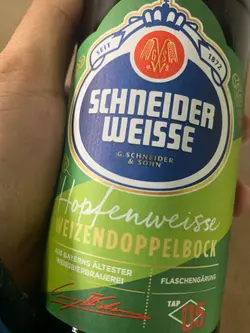 SEIT 1872
SCHNEIDER
WEISSE
G. SCHNEIDER
& SOHN
Hopfenweisse
WEIZENDOPPELBOCK
AUS BAYERNS ÄLTESTER
WEISSBIERBRAUEREI
FLASCHENGÄRUNG
TAP
05